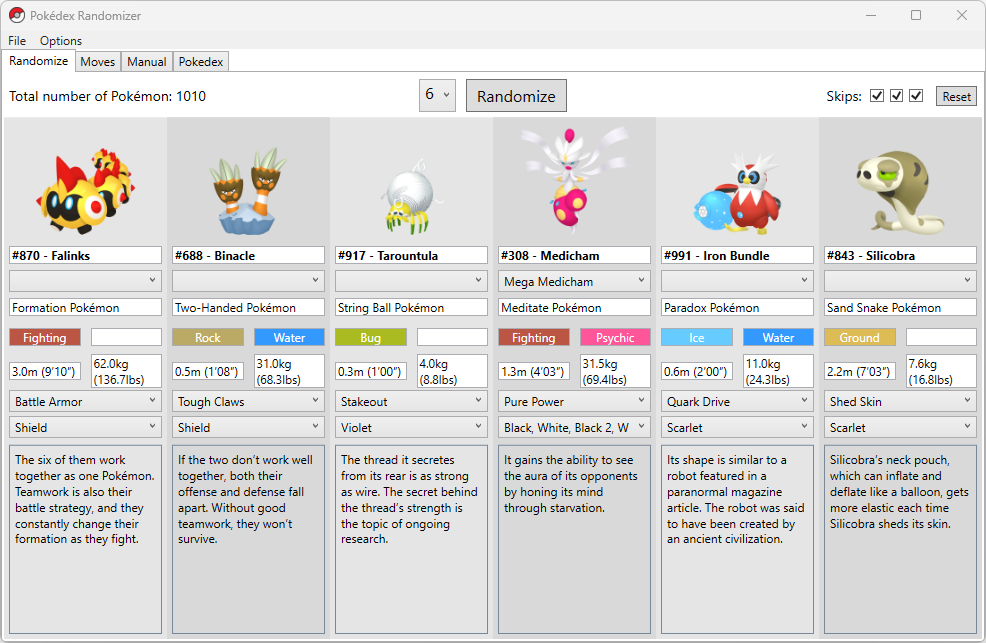 Pokédex Randomizer
File Options
Randomize Moves Manual Pokedex
Total number of Pokémon: 1010 6 Randomize Skips: Reset
#870 - Falinks #688 - Binacle #917 - Tarountula #308 - Medicham #991 - Iron Bundle #843 - Silicobra
Mega Medicham
Formation Pokémon Two-Handed Pokémon String Ball Pokémon Meditate Pokémon Paradox Pokémon Sand Snake Pokémon
Fighting Rock Water Bug Fighting Psychic Ice Water Ground
3.0m (9'10") 62.0kg (136.7lbs) 0.5m (1'08") 31.0kg (68.3lbs) 0.3m (1'00") 4.0kg (8.8lbs) 1.3m (4'03") 31.5kg (69.4lbs) 0.6m (2'00") 11.0kg (24.3lbs) 2.2m (7'03") 7.6kg (16.8lbs)
Battle Armor Tough Claws Stakeout Pure Power Quark Drive Shed Skin
Shield Shield Violet Black, White, Black 2, W Scarlet Scarlet
The six of them work
together as one Pokémon.
Teamwork is also their
battle strategy, and they
constantly change their
formation as they fight.
If the two don't work well
together, both their
offense and defense fall
apart. Without good
teamwork, they won't
survive.
The thread it secretes
from its rear is as strong
as wire. The secret behind
the thread's strength is
the topic of ongoing
research.
It gains the ability to see
the aura of its opponents
by honing its mind
through starvation.
Its shape is similar to a
robot featured in a
paranormal magazine
article. The robot was said
to have been created by
an ancient civilization.
Silicobra's neck pouch,
which can inflate and
deflate like a balloon, gets
more elastic each time
Silicobra sheds its skin.